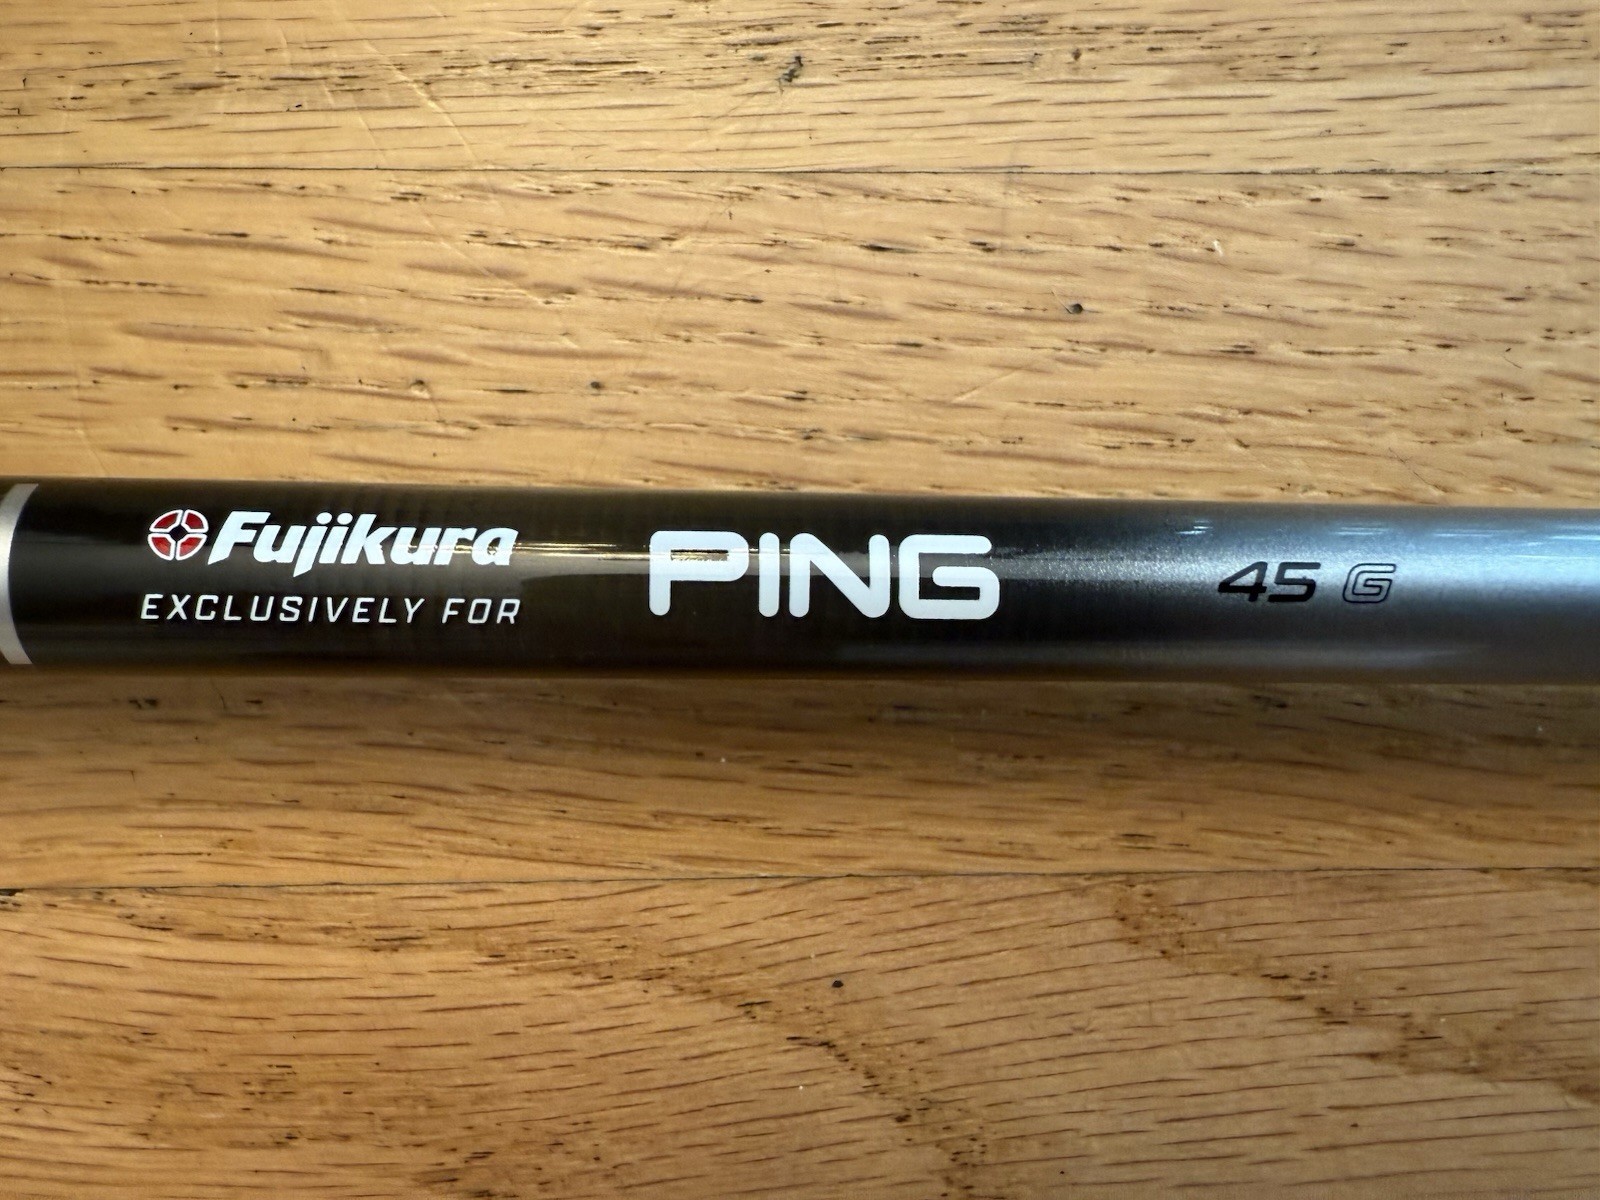 Fujikura
EXCLUSIVELY FOR
PING
45 G